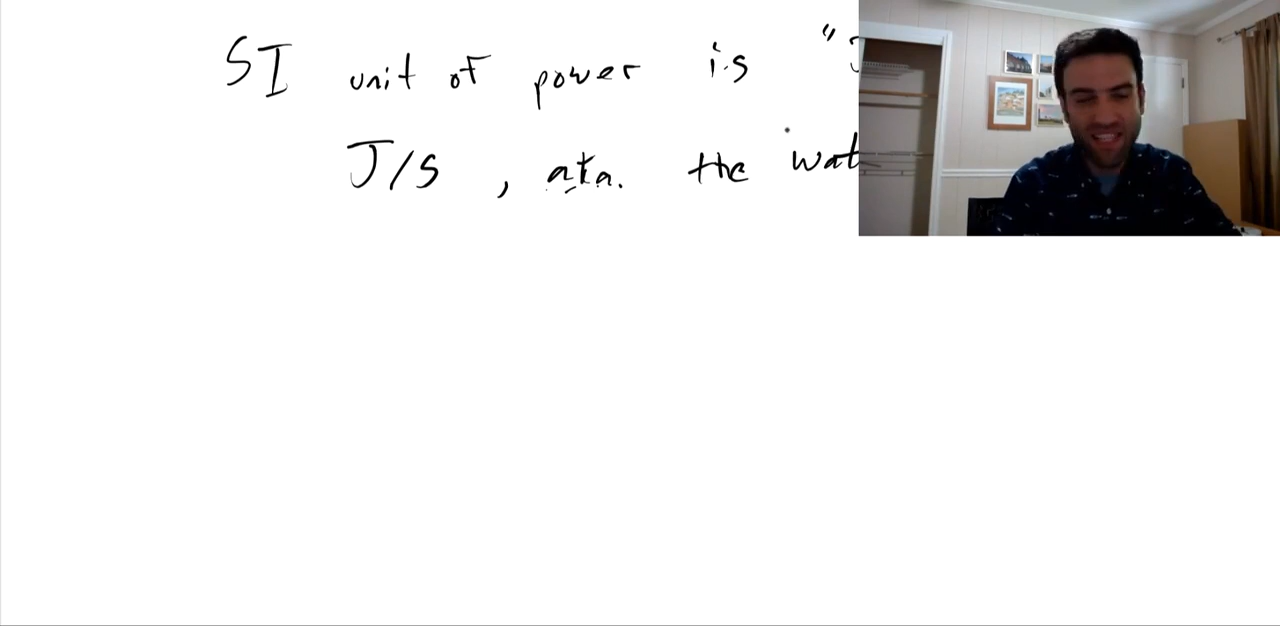 SI unit of power is "J
J/s, aka. the wat